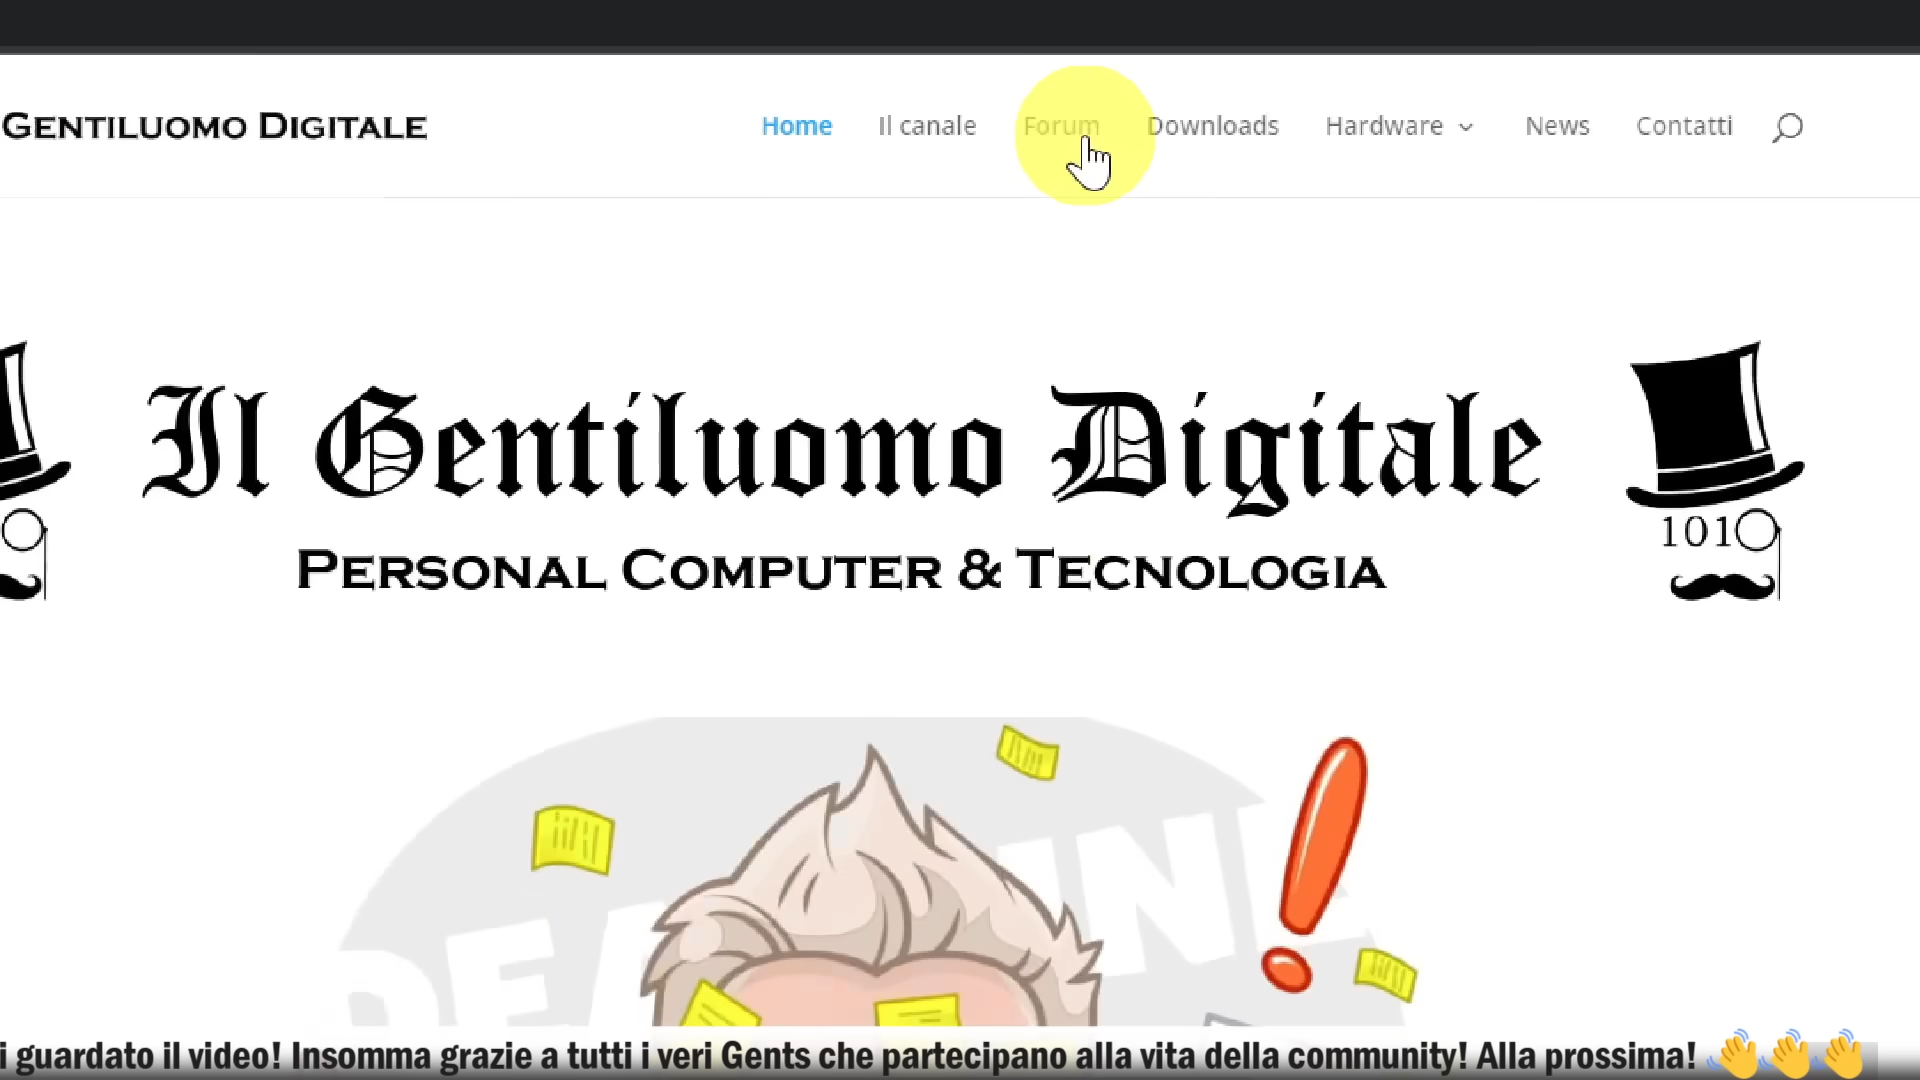 GENTILUOMO DIGITALE
Home Il canale Forum Downloads Hardware News Contatti
Il Gentiluomo Digitale
1010
PERSONAL COMPUTER & TECNOLOGIA
i guardato il video! Insomma grazie a tutti i veri Gents che partecipano alla vita della community! Alla prossima! 👋👋👋